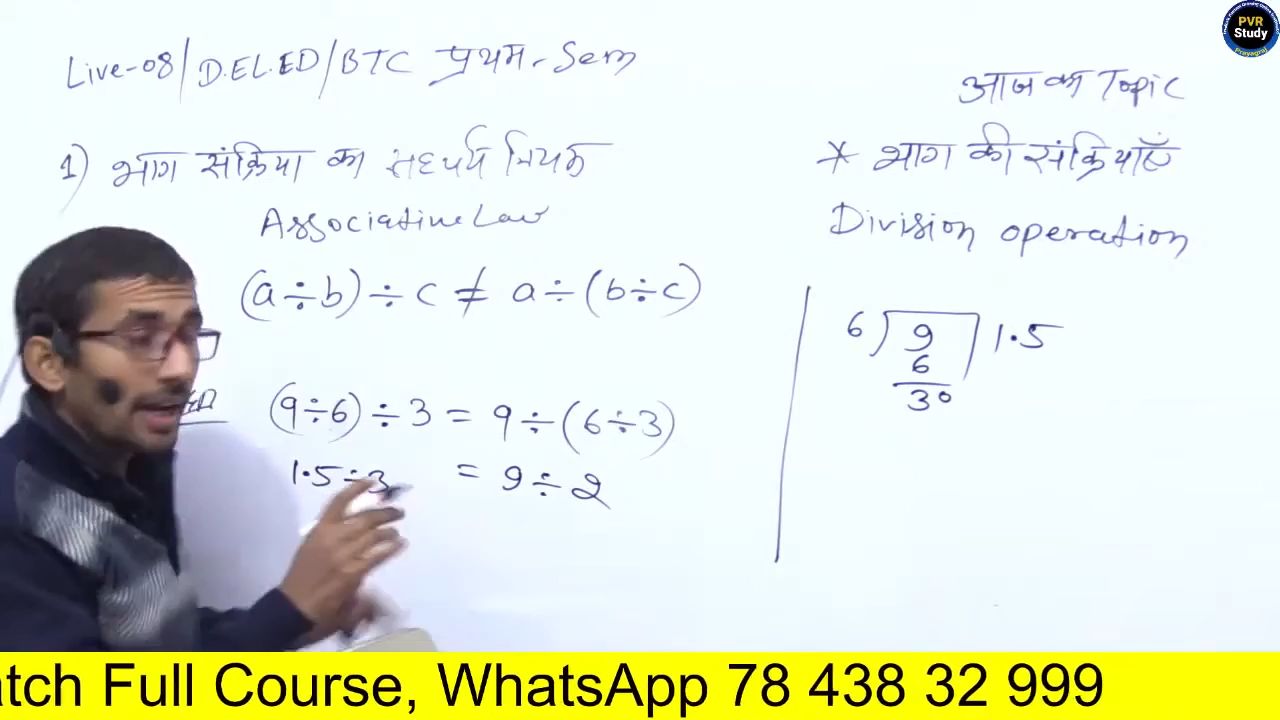 Live-08/D.EL.ED/BTC प्रथम - Sem
1) भाग संक्रिया का साहचर्य नियम
Associative Law
(a÷b)÷c ≠ a÷(b÷c)
(9÷6)÷3 = 9÷(6÷3)
1.5÷3 = 9÷2
आज का Topic
* भाग की संक्रियाएँ
Division operation
6) 9 ) 1.5
6
30
PVR
Study
Prayagraj
atch Full Course, WhatsApp 78 438 32 999